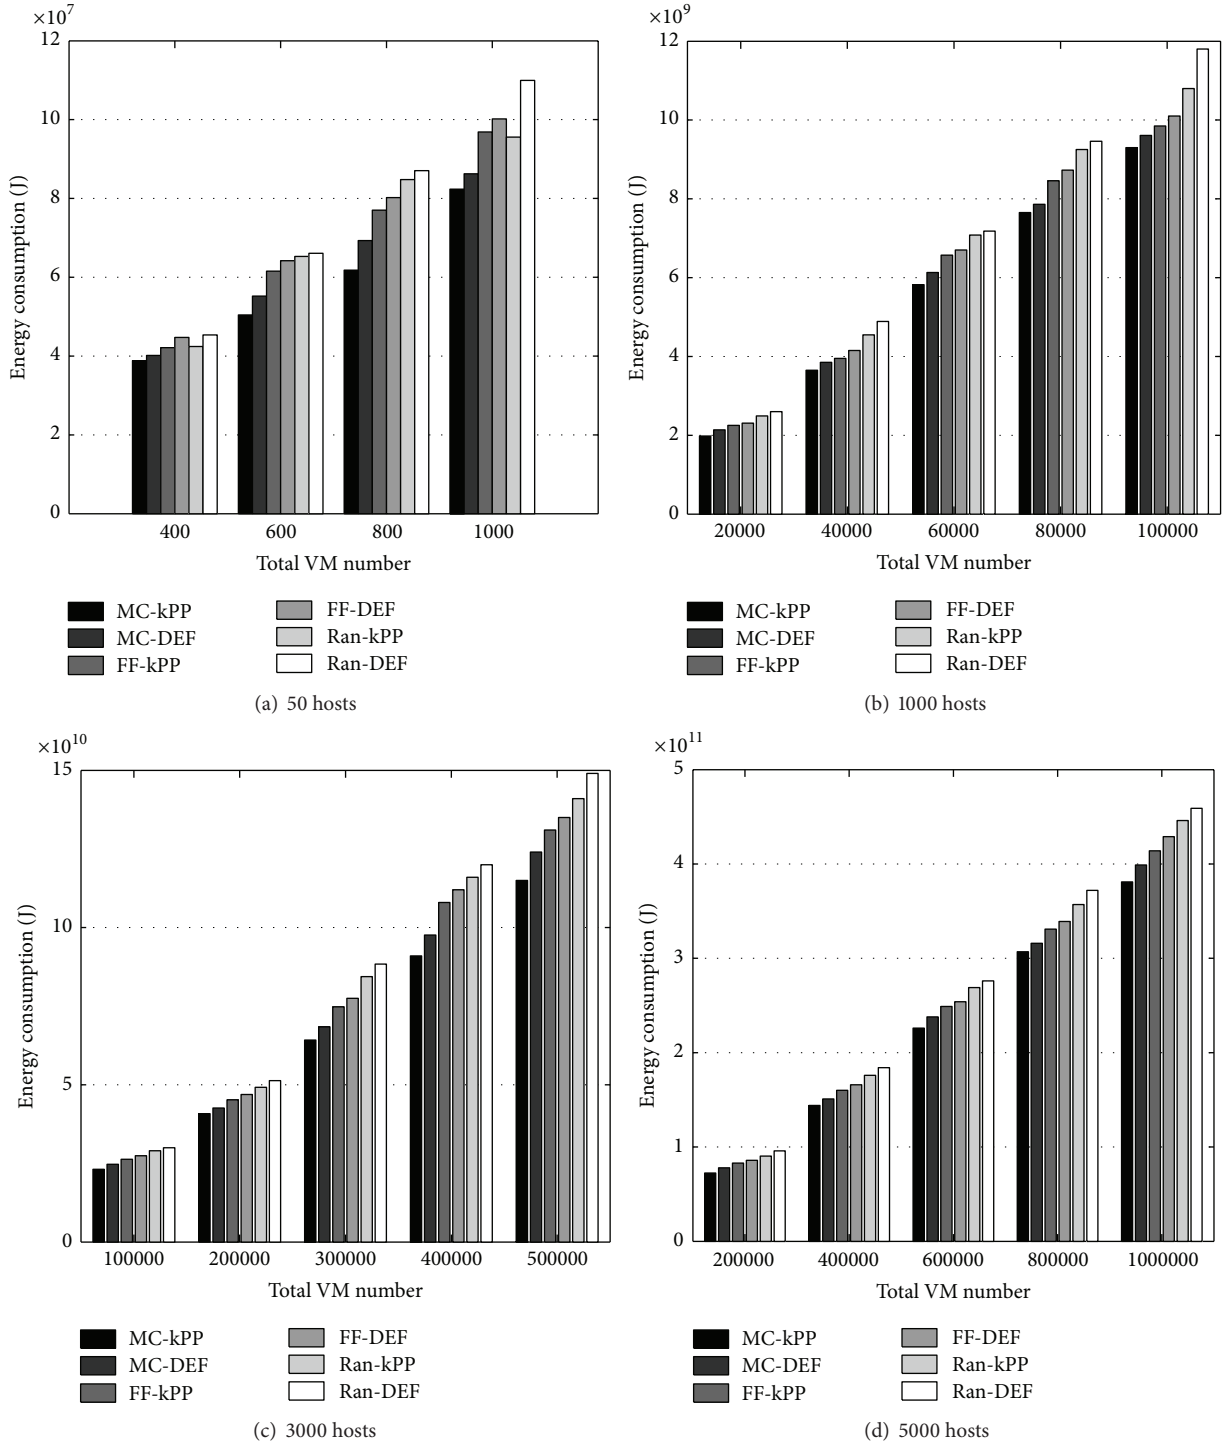 ×10^7
12
10
8
6
4
2
0
Energy consumption (J)
400 600 800 1000
Total VM number
MC-kPP FF-DEF
MC-DEF Ran-kPP
FF-kPP Ran-DEF
(a) 50 hosts
×10^9
12
10
8
6
4
2
0
Energy consumption (J)
20000 40000 60000 80000 100000
Total VM number
MC-kPP FF-DEF
MC-DEF Ran-kPP
FF-kPP Ran-DEF
(b) 1000 hosts
×10^10
15
10
5
0
Energy consumption (J)
100000 200000 300000 400000 500000
Total VM number
MC-kPP FF-DEF
MC-DEF Ran-kPP
FF-kPP Ran-DEF
(c) 3000 hosts
×10^11
5
4
3
2
1
0
Energy consumption (J)
200000 400000 600000 800000 1000000
Total VM number
MC-kPP FF-DEF
MC-DEF Ran-kPP
FF-kPP Ran-DEF
(d) 5000 hosts